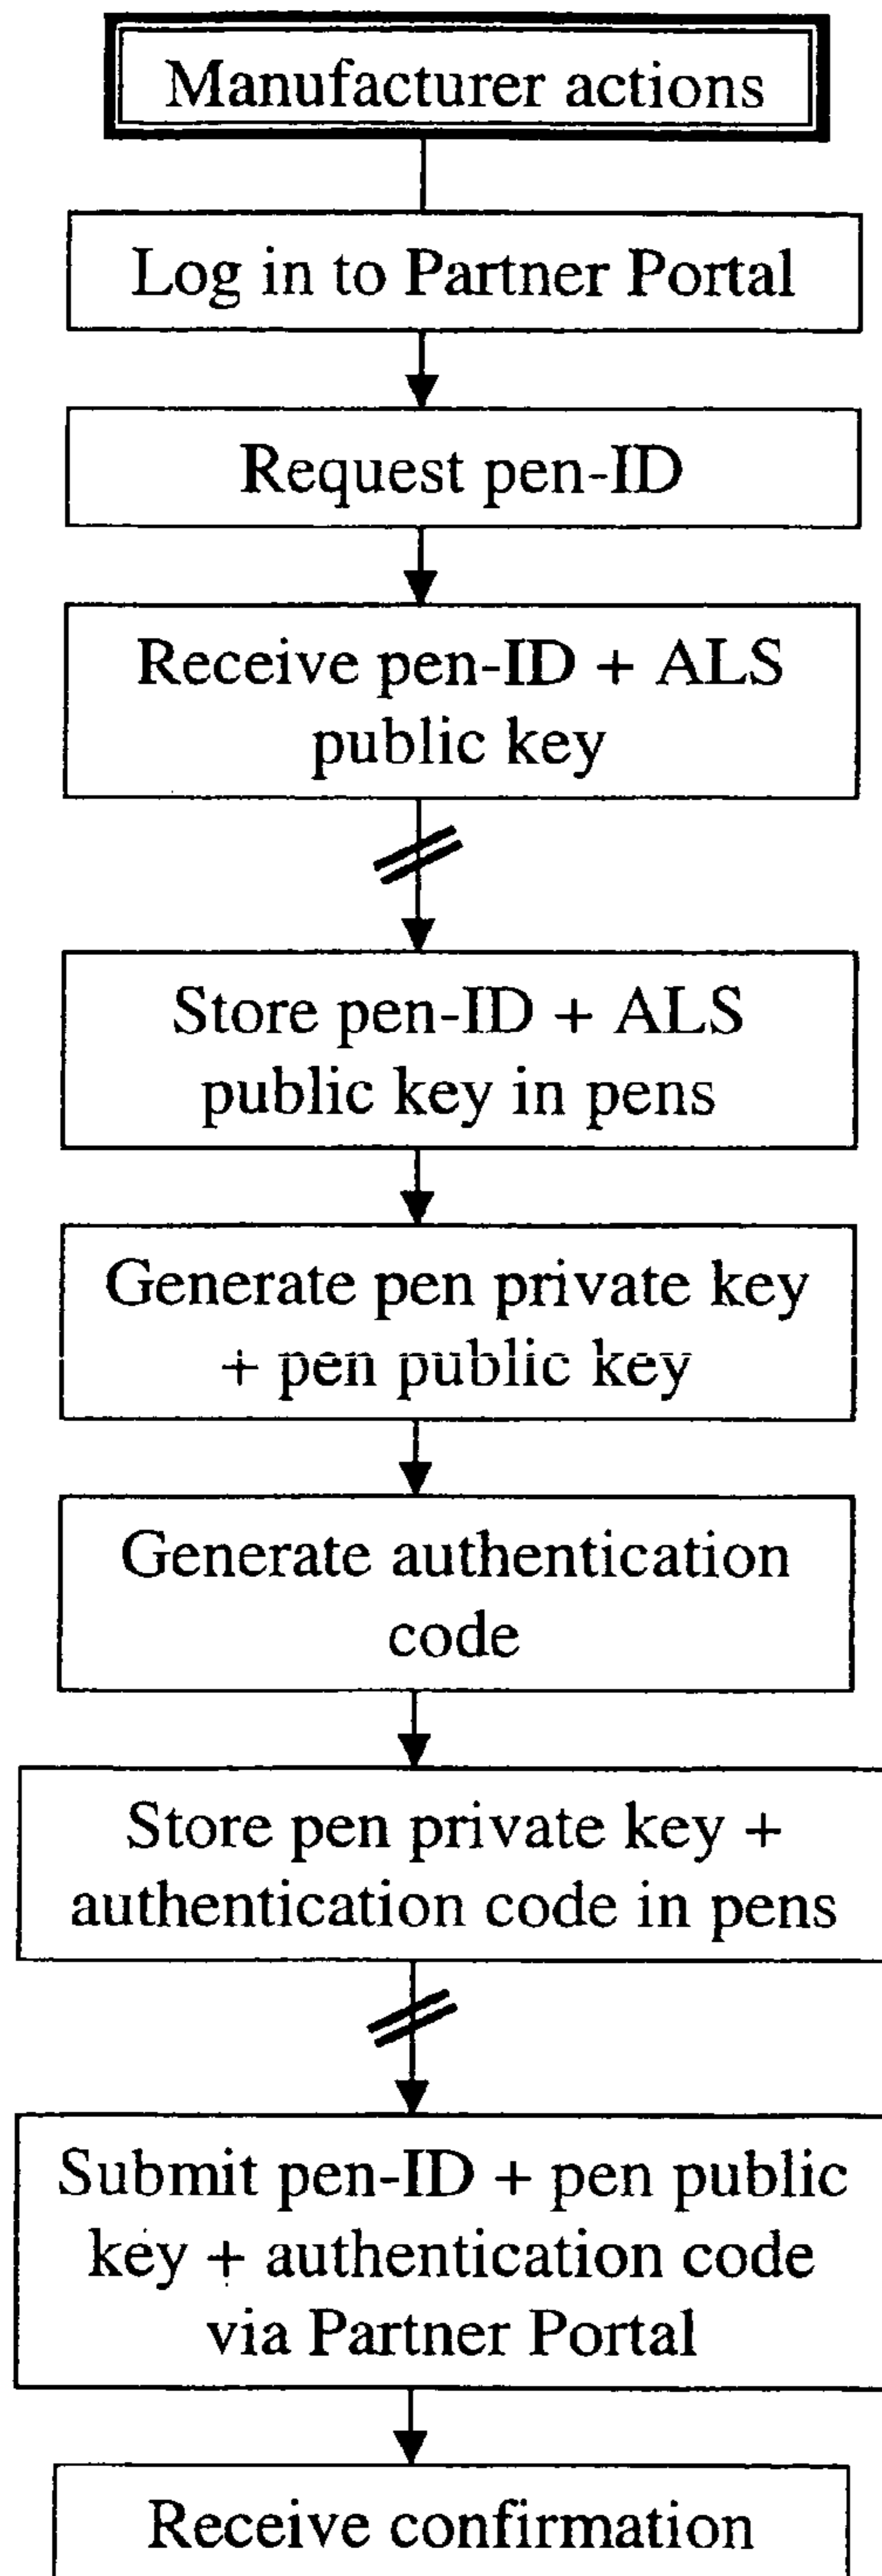 Manufacturer actions
Log in to Partner Portal
Request pen-ID
Receive pen-ID + ALS
public key
Store pen-ID + ALS
public key in pens
Generate pen private key
+ pen public key
Generate authentication
code
Store pen private key +
authentication code in pens
Submit pen-ID + pen public
key + authentication code
via Partner Portal
Receive confirmation